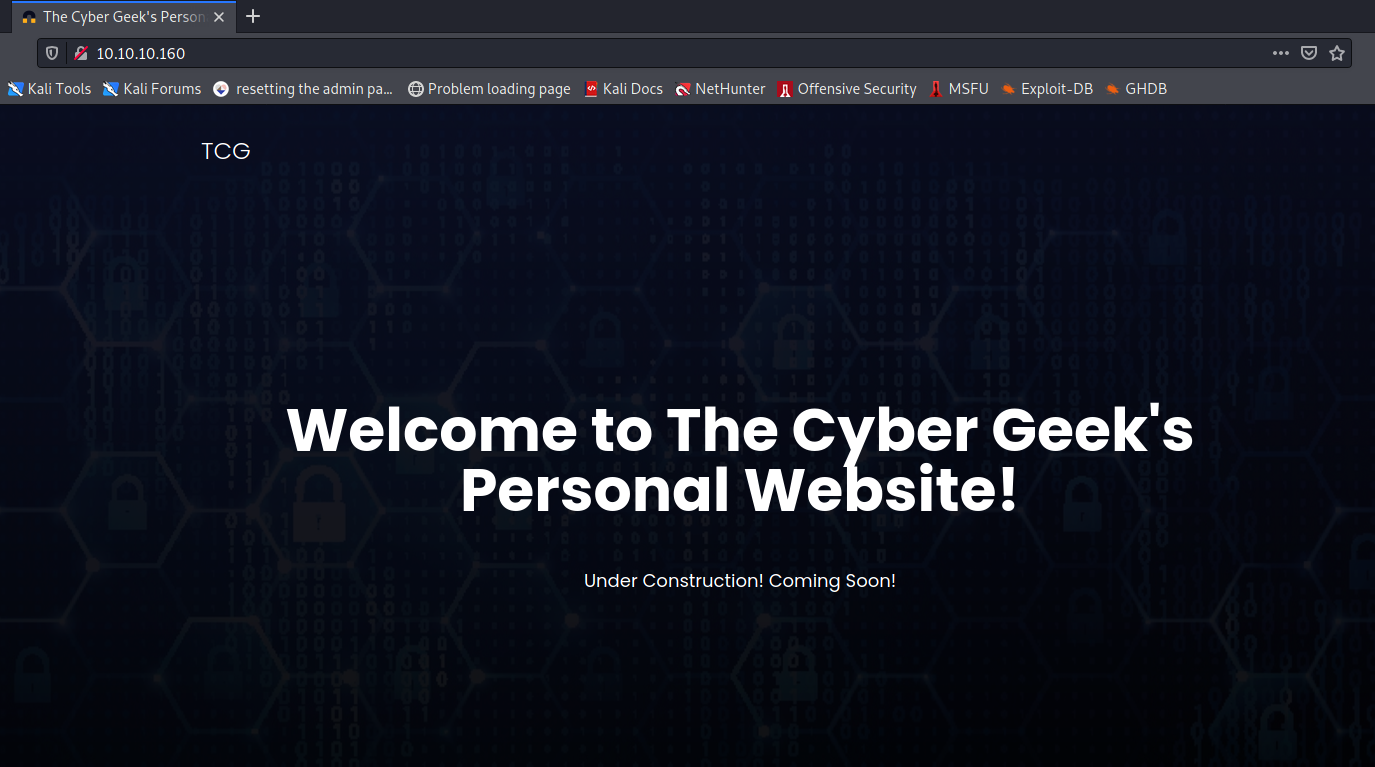 The Cyber Geek's Person
10.10.10.160
Kali Tools Kali Forums resetting the admin pa... Problem loading page Kali Docs NetHunter Offensive Security MSFU Exploit-DB GHDB
TCG
Welcome to The Cyber Geek's
Personal Website!
Under Construction! Coming Soon!